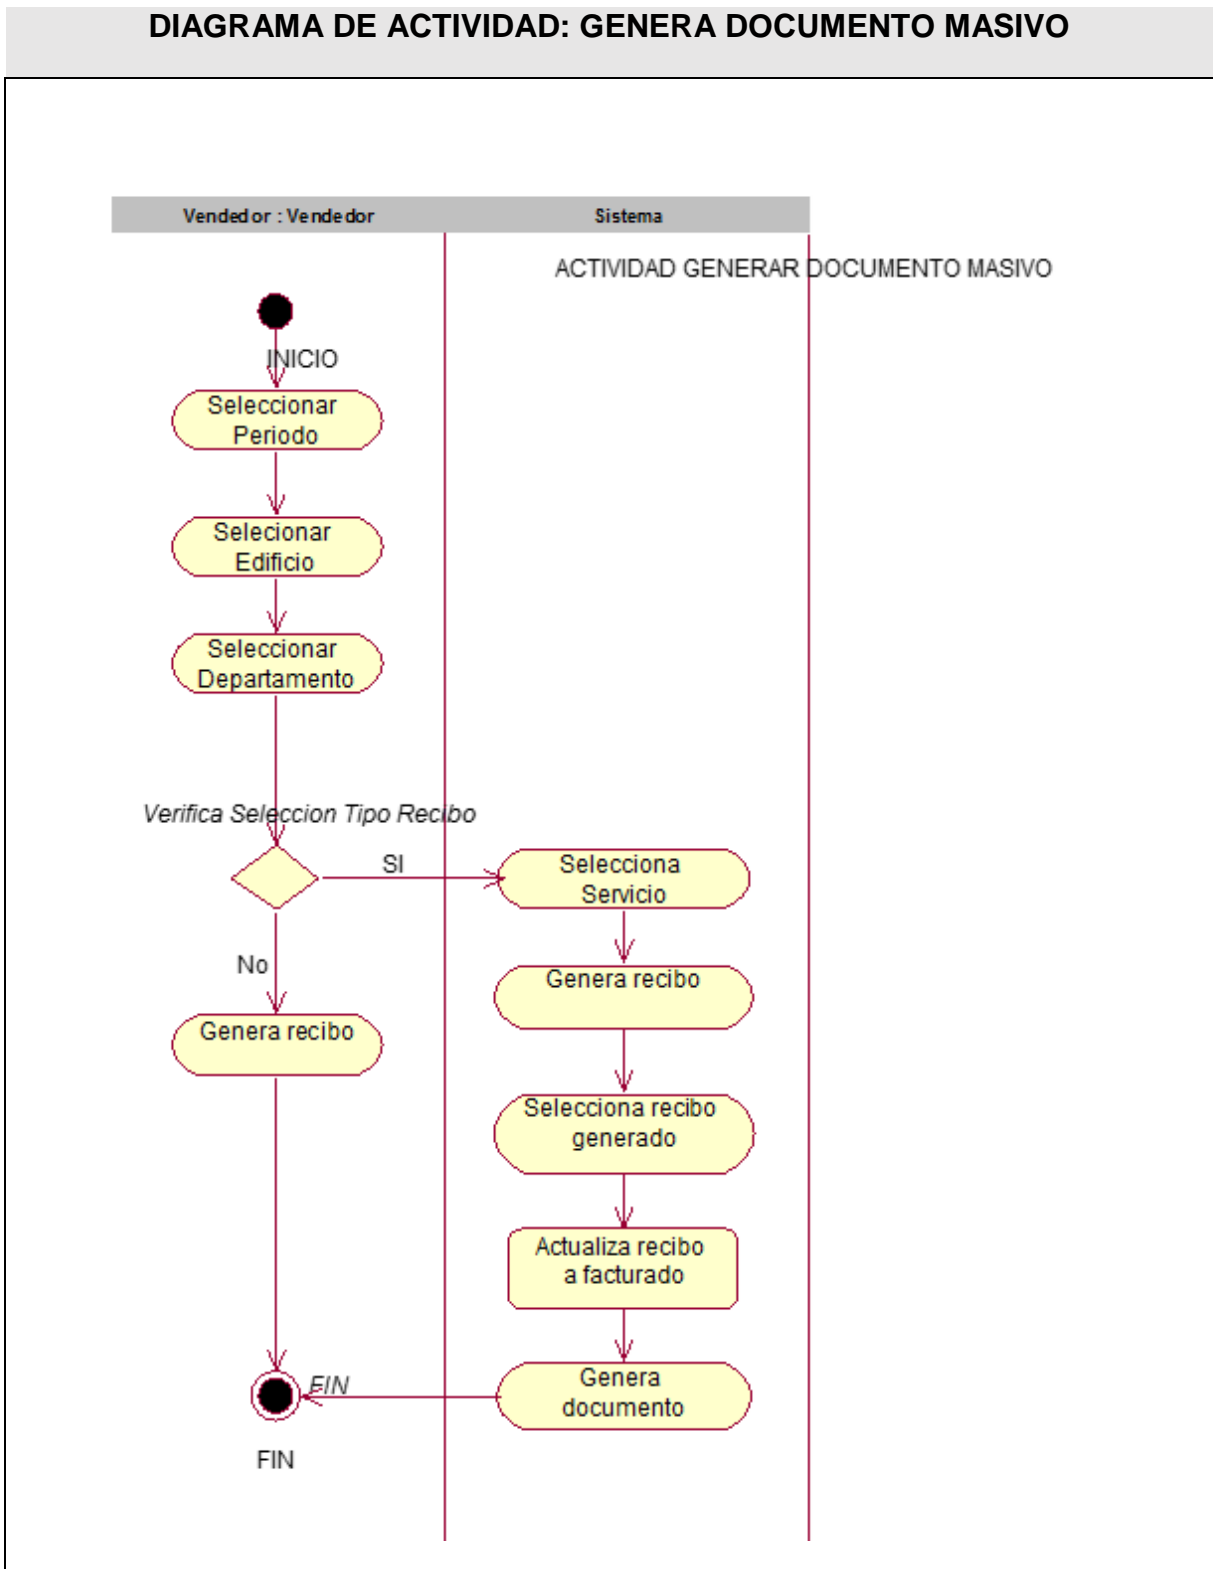 DIAGRAMA DE ACTIVIDAD: GENERA DOCUMENTO MASIVO
Vendedor : Vendedor
Sistema
ACTIVIDAD GENERAR DOCUMENTO MASIVO
INICIO
Seleccionar
Periodo
Selecionar
Edificio
Seleccionar
Departamento
Verifica Seleccion Tipo Recibo
SI
Selecciona
Servicio
No
Genera recibo
Genera recibo
Selecciona recibo
generado
Actualiza recibo
a facturado
Genera
documento
FIN
FIN